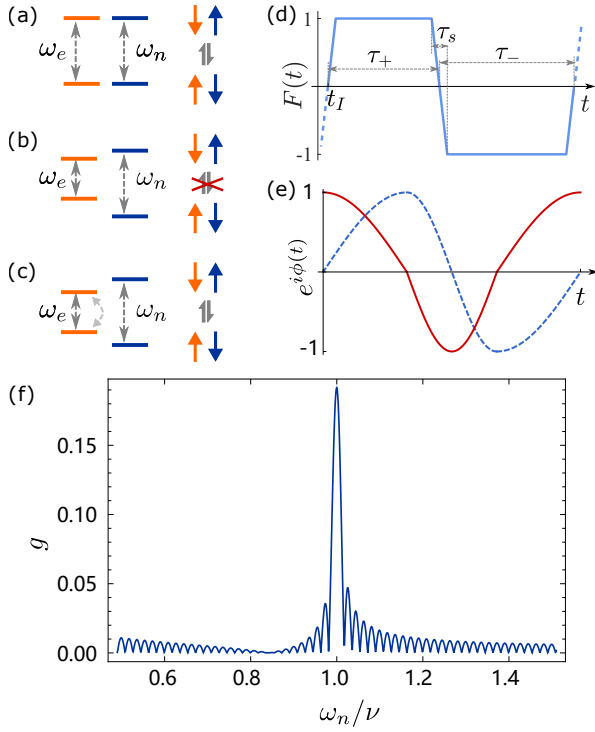 (a)
ω_e ω_n
(b)
ω_e ω_n
(c)
ω_e ω_n
(d)
1
τ_s
τ_+ τ_−
F(t)
t_I t
-1
(e)
1
e^{iϕ(t)}
t
-1
(f)
0.15
0.10
g
0.05
0.00
0.6 0.8 1.0 1.2 1.4
ω_n/ν